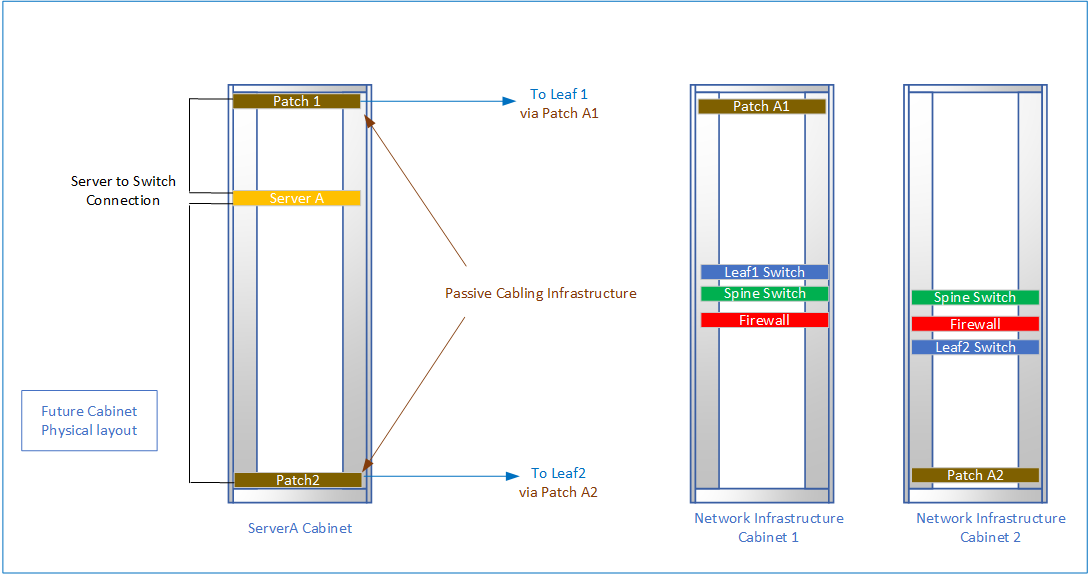 Patch 1
To Leaf 1
via Patch A1
Server to Switch
Connection
Server A
Passive Cabling Infrastructure
Future Cabinet
Physical layout
Patch2
To Leaf2
via Patch A2
ServerA Cabinet
Patch A1
Leaf1 Switch
Spine Switch
Firewall
Network Infrastructure
Cabinet 1
Spine Switch
Firewall
Leaf2 Switch
Patch A2
Network Infrastructure
Cabinet 2